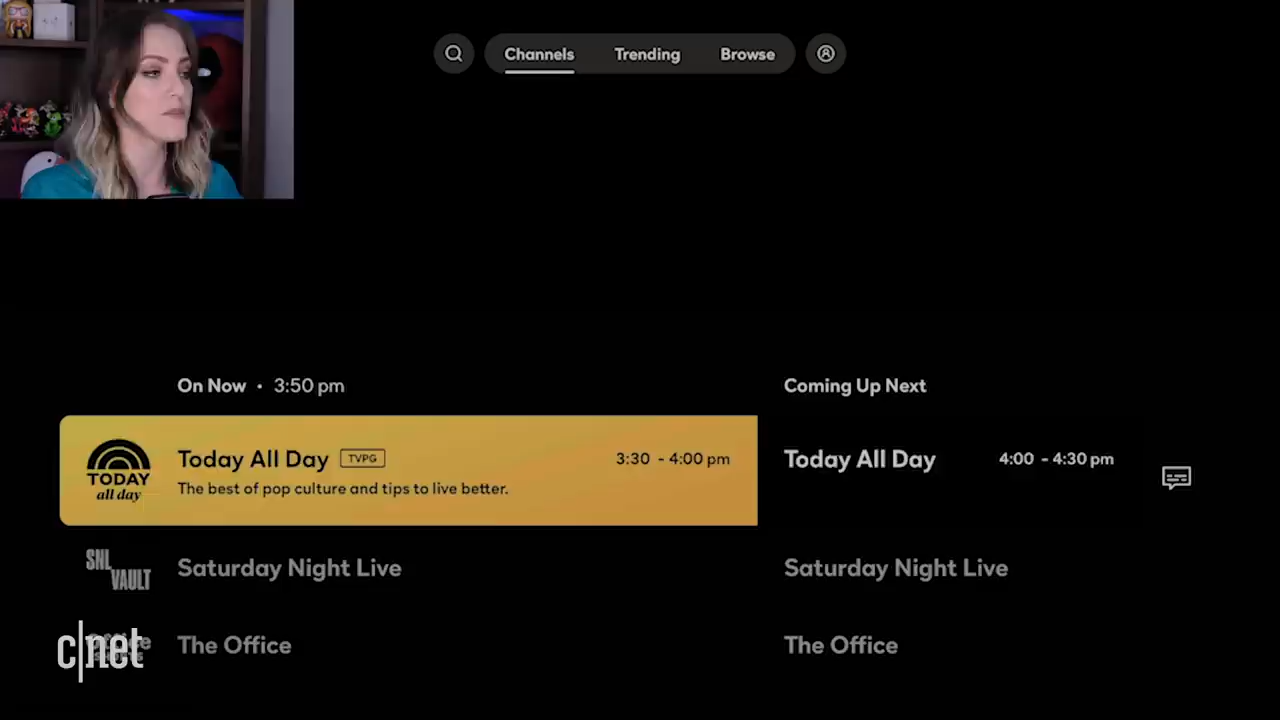 Channels
Trending
Browse
On Now • 3:50 pm
Coming Up Next
TODAY
all day
Today All Day TVPG 3:30 - 4:00 pm
The best of pop culture and tips to live better.
Today All Day 4:00 - 4:30 pm
SNL
VAULT
Saturday Night Live
Saturday Night Live
c|net
The Office
The Office